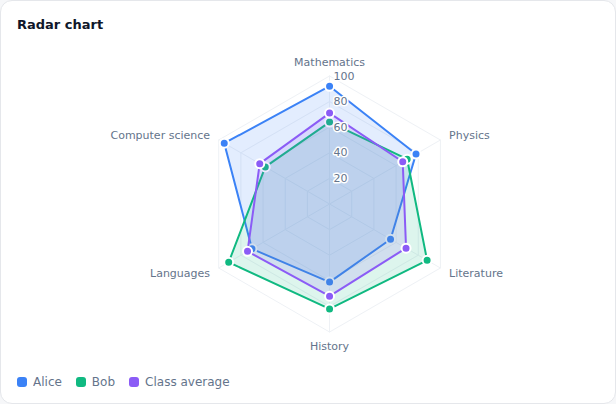 Radar chart
Mathematics
100
80
60
40
20
Computer science
Physics
Languages
Literature
History
Alice
Bob
Class average